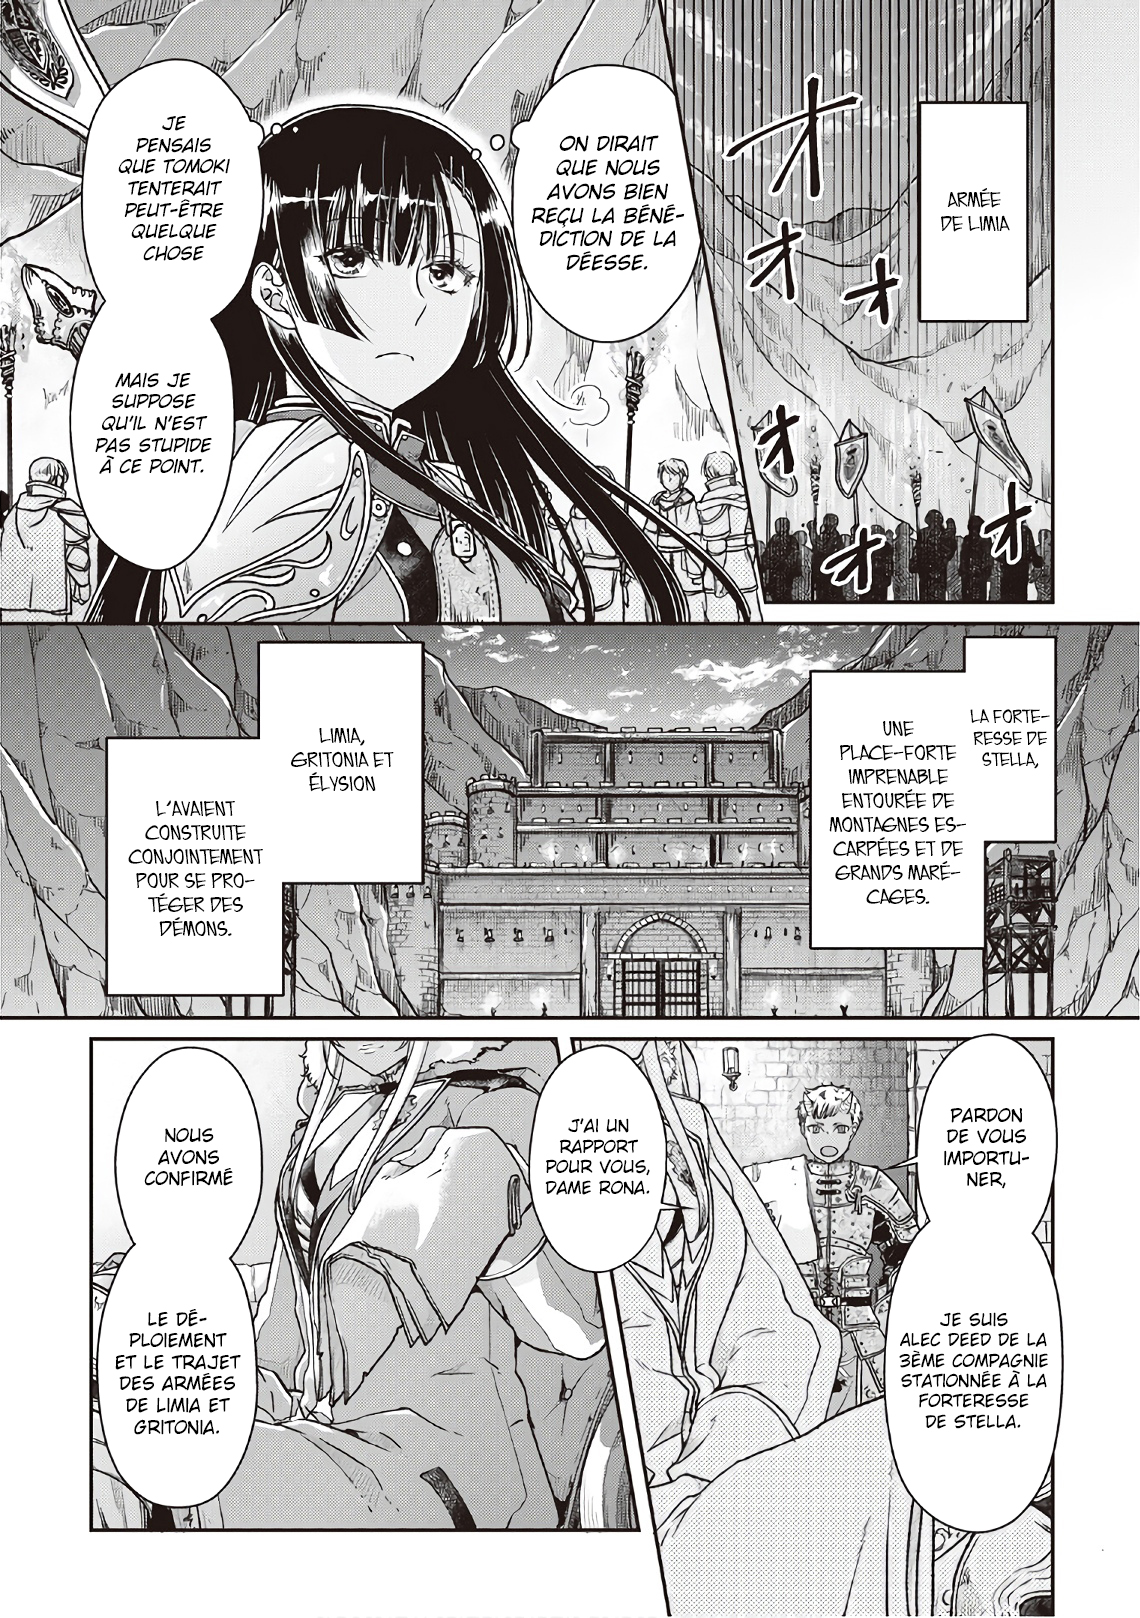 ARMÉE
DE LIMIA
オ
オ
オ
オ
オ
オ
ON DIRAIT
QUE NOUS
AVONS BIEN
REÇU LA BÉNÉ-
DICTION DE LA
DÉESSE.
JE
PENSAIS
QUE TOMOKI
TENTERAIT
PEUT-ÊTRE
QUELQUE
CHOSE
MAIS JE
SUPPOSE
QU'IL N'EST
PAS STUPIDE
À CE POINT.
LA FORTE-
RESSE DE
STELLA,
UNE
PLACE-FORTE
IMPRENABLE
ENTOURÉE DE
MONTAGNES ES-
CARPÉES ET DE
GRANDS MARÉ-
CAGES.
LIMIA,
GRITONIA ET
ÉLYSION
L'AVAIENT
CONSTRUITE
CONJOINTEMENT
POUR SE PRO-
TÉGER DES
DÉMONS.
PARDON
DE VOUS
IMPORTU-
NER,
JE SUIS
ALEC DEED DE LA
3ÈME COMPAGNIE
STATIONNÉE À LA
FORTERESSE
DE STELLA.
J'AI UN
RAPPORT
POUR VOUS,
DAME RONA.
NOUS
AVONS
CONFIRMÉ
LE DÉ-
PLOIEMENT
ET LE TRAJET
DES ARMÉES
DE LIMIA ET
GRITONIA.